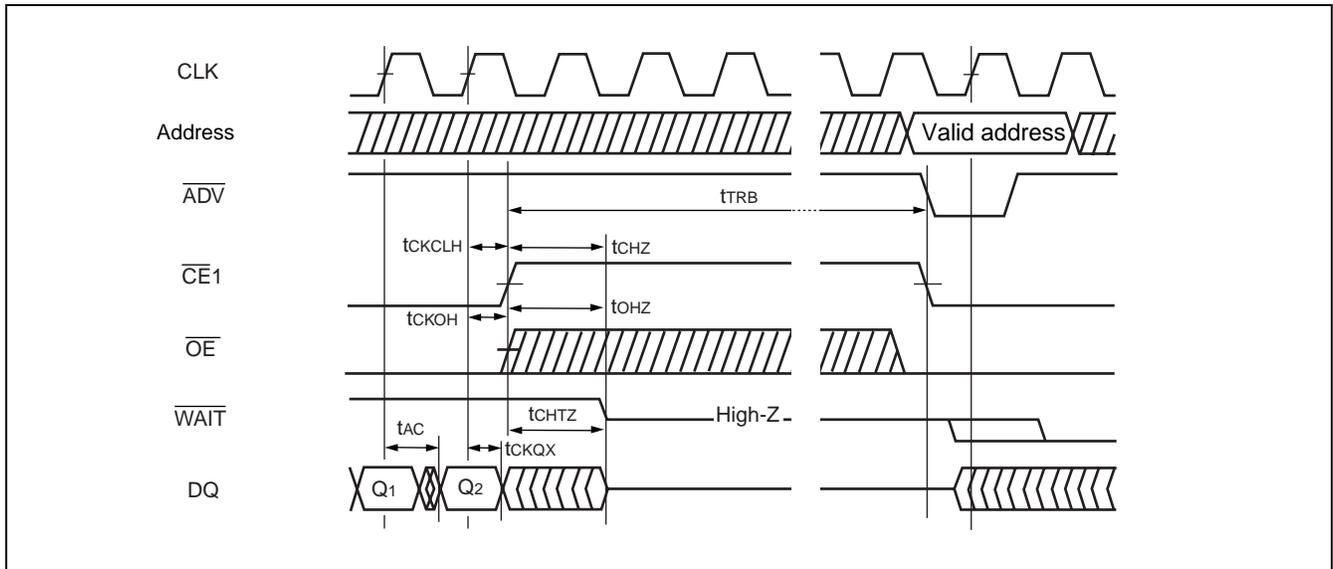 CLK
Address
Valid address
ADV
tTRB
tCKCLH
tCHZ
CE1
tCKOH
tOHZ
OE
WAIT
tCHTZ
High-Z
tAC
tCKQX
DQ
Q1
Q2